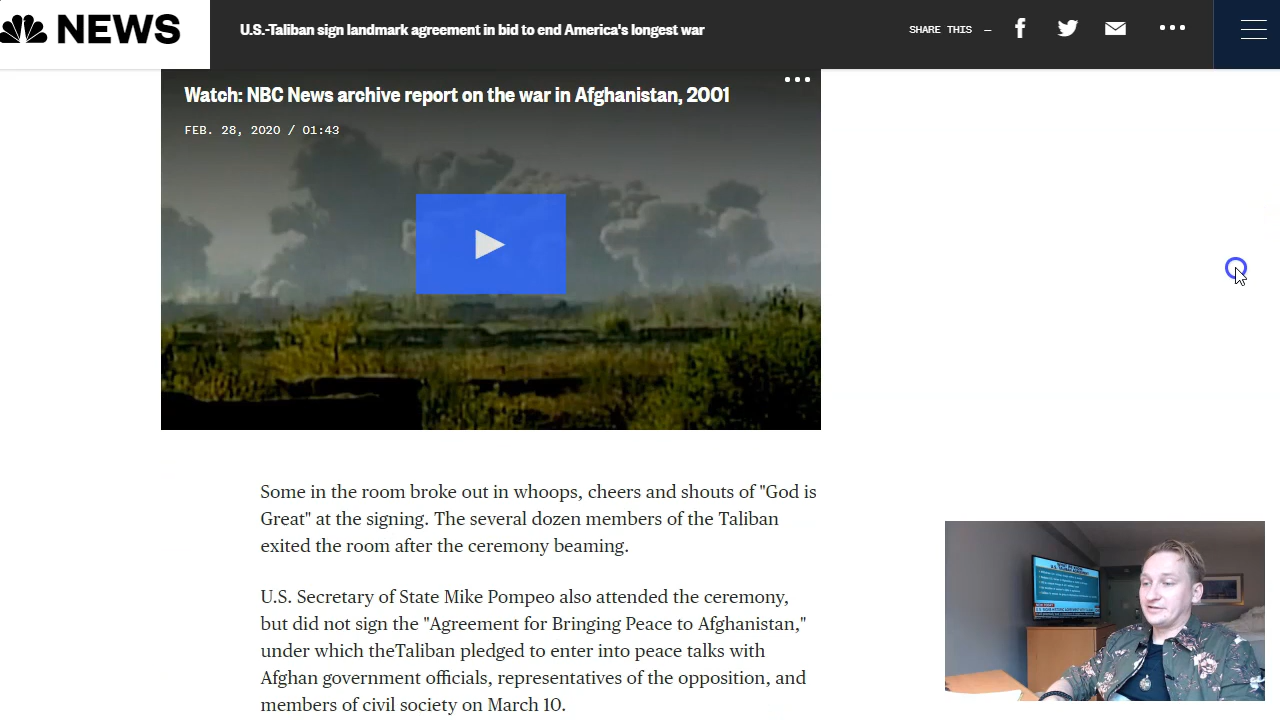 NEWS
U.S.-Taliban sign landmark agreement in bid to end America's longest war
SHARE THIS —
Watch: NBC News archive report on the war in Afghanistan, 2001
FEB. 28, 2020 / 01:43
Some in the room broke out in whoops, cheers and shouts of "God is
Great" at the signing. The several dozen members of the Taliban
exited the room after the ceremony beaming.
U.S. Secretary of State Mike Pompeo also attended the ceremony,
but did not sign the "Agreement for Bringing Peace to Afghanistan,"
under which theTaliban pledged to enter into peace talks with
Afghan government officials, representatives of the opposition, and
members of civil society on March 10.